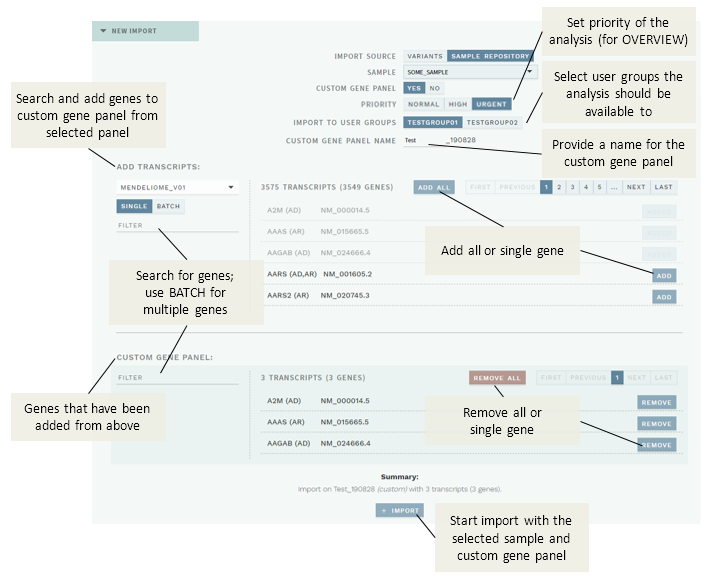 NEW IMPORT
Set priority of the
analysis (for OVERVIEW)
IMPORT SOURCE VARIANTS SAMPLE REPOSITORY
SAMPLE SOME_SAMPLE
CUSTOM GENE PANEL YES NO
PRIORITY NORMAL HIGH URGENT
IMPORT TO USER GROUPS TESTGROUP01 TESTGROUP02
CUSTOM GENE PANEL NAME Test _190828
Select user groups the
analysis should be
available to
Provide a name for the
custom gene panel
Search and add genes to
custom gene panel from
selected panel
ADD TRANSCRIPTS:
MENDELIOME_V01
SINGLE BATCH
FILTER
3575 TRANSCRIPTS (3549 GENES) ADD ALL FIRST PREVIOUS 1 2 3 4 5 ... NEXT LAST
A2M (AD) NM_000014.5
AAAS (AR) NM_015665.5
AAGAB (AD) NM_024666.4
AARS (AD,AR) NM_001605.2 ADD
AARS2 (AR) NM_020745.3 ADD
Add all or single gene
Search for genes;
use BATCH for
multiple genes
CUSTOM GENE PANEL:
FILTER
3 TRANSCRIPTS (3 GENES) REMOVE ALL FIRST PREVIOUS 1 NEXT LAST
A2M (AD) NM_000014.5 REMOVE
AAAS (AR) NM_015665.5 REMOVE
AAGAB (AD) NM_024666.4 REMOVE
Genes that have been
added from above
Remove all or
single gene
Summary:
Import on Test_190828 (custom) with 3 transcripts (3 genes).
+ IMPORT
Start import with the
selected sample and
custom gene panel